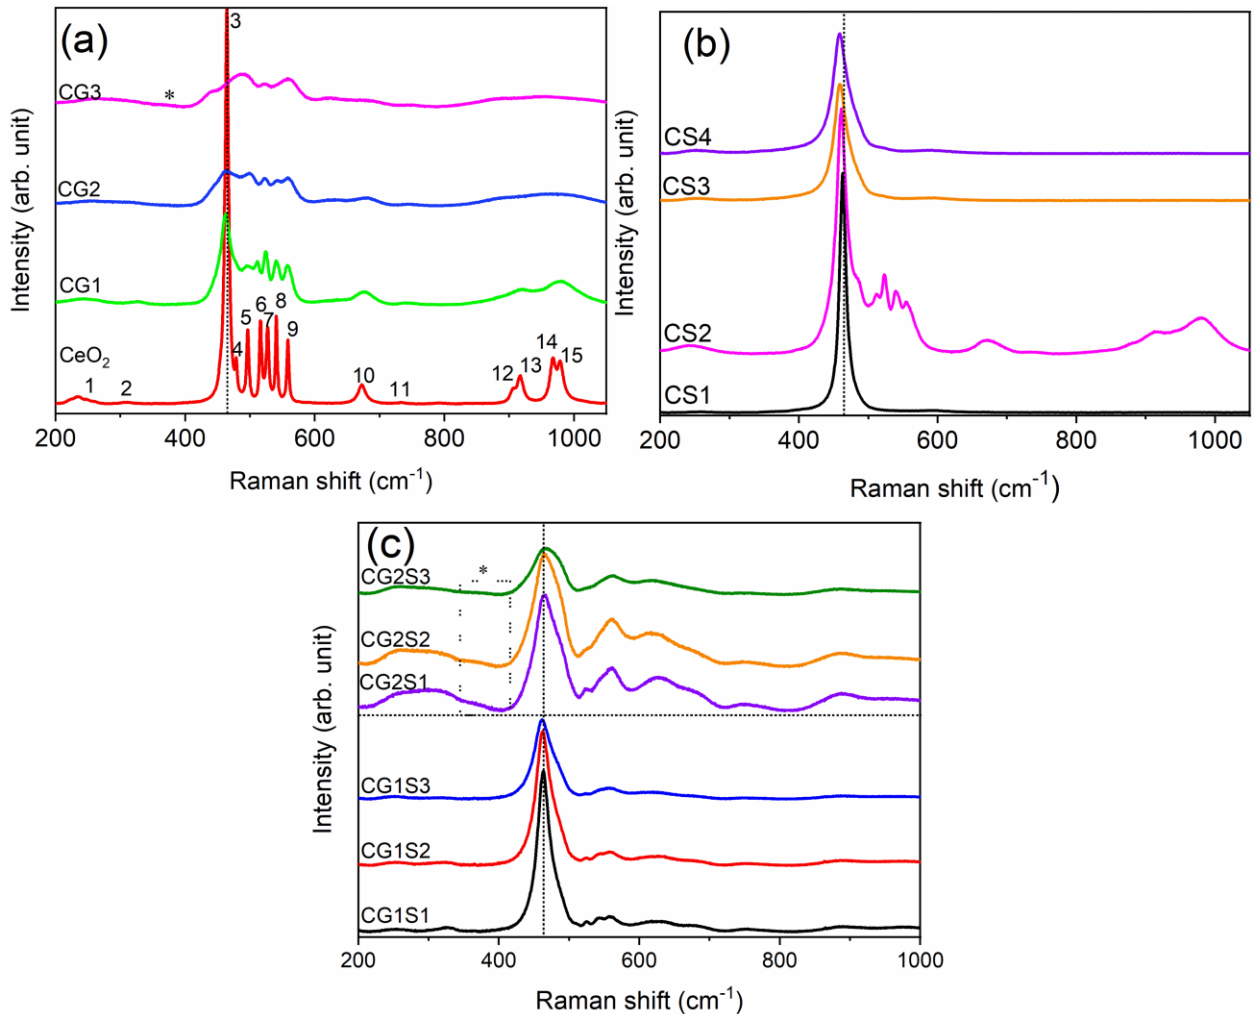 (a)
3
CG3
*
CG2
CG1
CeO2
1
2
4
5
6
7
8
9
10
11
12
13
14
15
200
400
600
800
1000
Raman shift (cm-1)
Intensity (arb. unit)
(b)
CS4
CS3
CS2
CS1
200
400
600
800
1000
Raman shift (cm-1)
Intensity (arb. unit)
(c)
CG2S3
*
CG2S2
CG2S1
CG1S3
CG1S2
CG1S1
200
400
600
800
1000
Raman shift (cm-1)
Intensity (arb. unit)